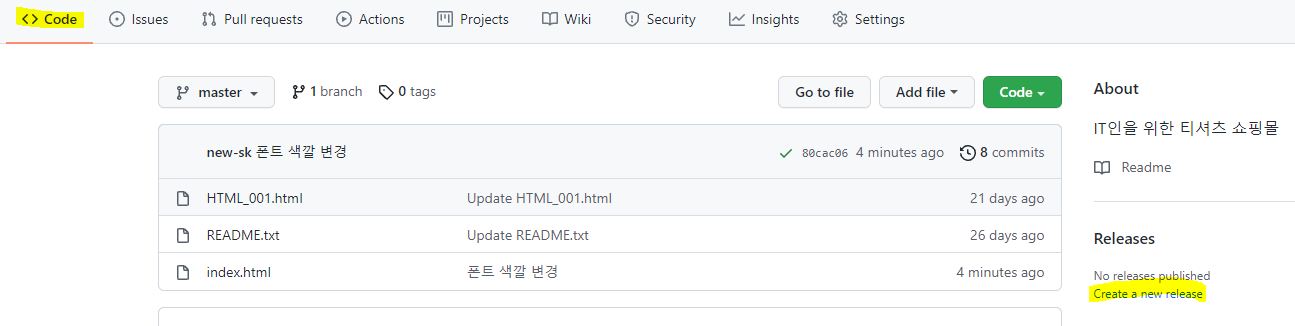 Code Issues Pull requests Actions Projects Wiki Security Insights Settings
master 1 branch 0 tags Go to file Add file Code
new-sk 폰트 색깔 변경 80cac06 4 minutes ago 8 commits
HTML_001.html Update HTML_001.html 21 days ago
README.txt Update README.txt 26 days ago
index.html 폰트 색깔 변경 4 minutes ago
About
IT인을 위한 티셔츠 쇼핑몰
Readme
Releases
No releases published
Create a new release